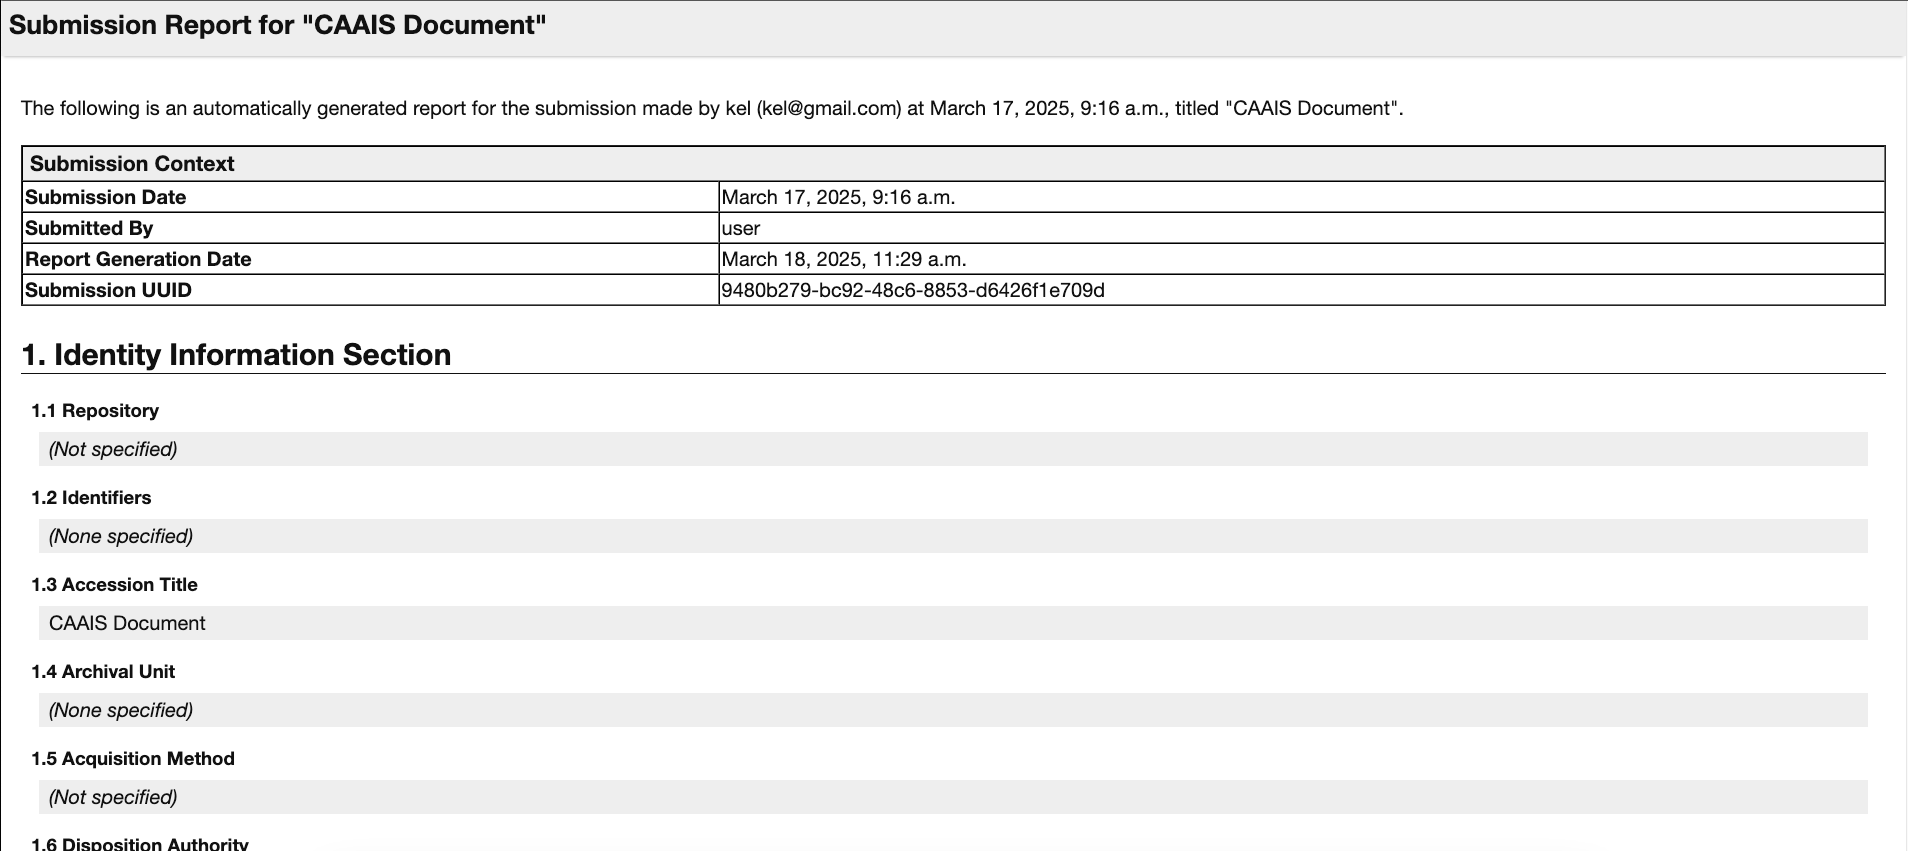 Submission Report for "CAAIS Document"
The following is an automatically generated report for the submission made by kel (kel@gmail.com) at March 17, 2025, 9:16 a.m., titled "CAAIS Document".
Submission Context
Submission Date March 17, 2025, 9:16 a.m.
Submitted By user
Report Generation Date March 18, 2025, 11:29 a.m.
Submission UUID 9480b279-bc92-48c6-8853-d6426f1e709d
1. Identity Information Section
1.1 Repository
(Not specified)
1.2 Identifiers
(None specified)
1.3 Accession Title
CAAIS Document
1.4 Archival Unit
(None specified)
1.5 Acquisition Method
(Not specified)
1.6 Disposition Authority